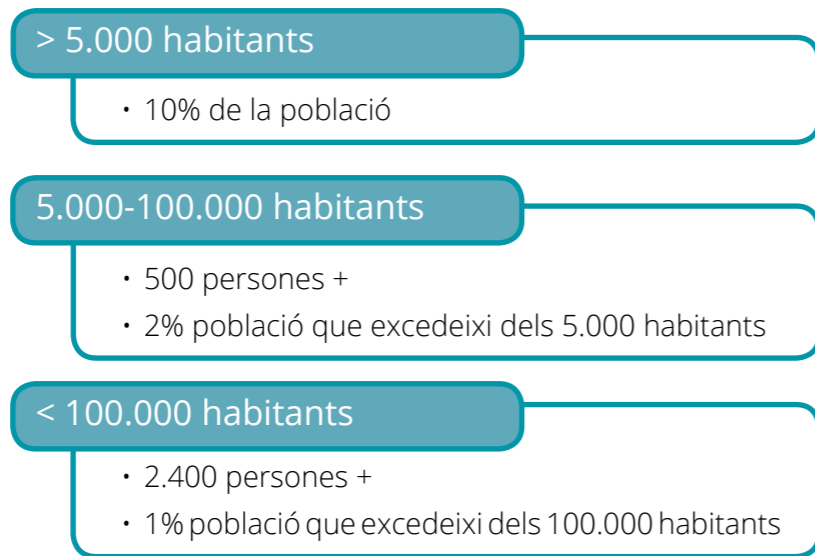 > 5.000 habitants
• 10% de la població
5.000-100.000 habitants
• 500 persones +
• 2% població que excedeixi dels 5.000 habitants
< 100.000 habitants
• 2.400 persones +
• 1% població que excedeixi dels 100.000 habitants